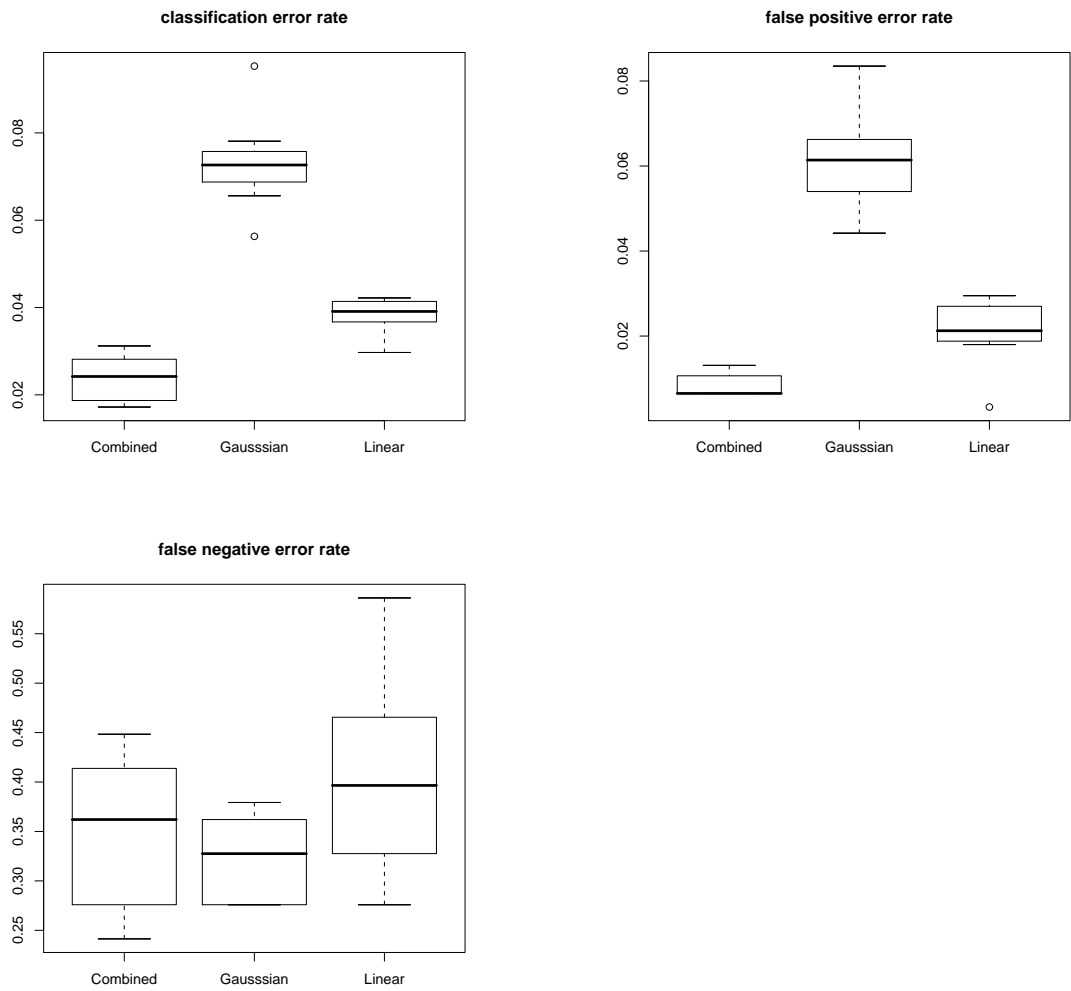 classification error rate
0.02 0.04 0.06 0.08
Combined Gausssian Linear
false positive error rate
0.02 0.04 0.06 0.08
Combined Gausssian Linear
false negative error rate
0.25 0.30 0.35 0.40 0.45 0.50 0.55
Combined Gausssian Linear